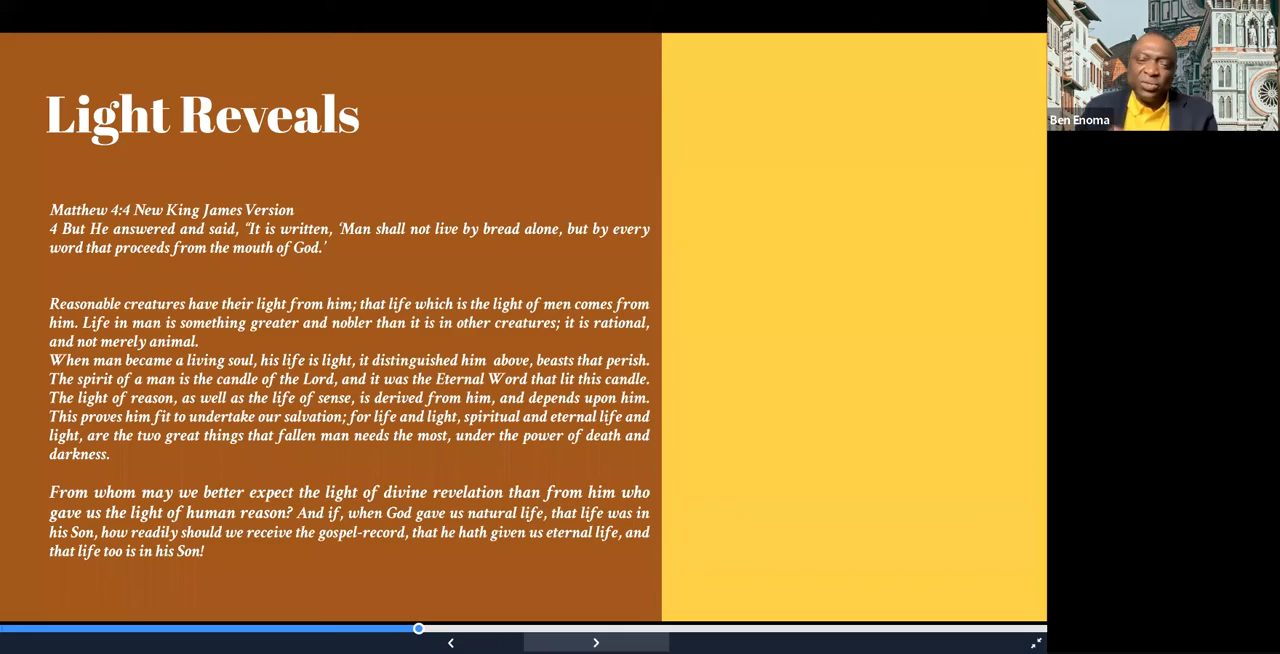 Light Reveals
Matthew 4:4 New King James Version
4 But He answered and said, “It is written, ‘Man shall not live by bread alone, but by every
word that proceeds from the mouth of God.’
Reasonable creatures have their light from him; that life which is the light of men comes from
him. Life in man is something greater and nobler than it is in other creatures; it is rational,
and not merely animal.
When man became a living soul, his life is light, it distinguished him above, beasts that perish.
The spirit of a man is the candle of the Lord, and it was the Eternal Word that lit this candle.
The light of reason, as well as the life of sense, is derived from him, and depends upon him.
This proves him fit to undertake our salvation; for life and light, spiritual and eternal life and
light, are the two great things that fallen man needs the most, under the power of death and
darkness.
From whom may we better expect the light of divine revelation than from him who
gave us the light of human reason? And if, when God gave us natural life, that life was in
his Son, how readily should we receive the gospel-record, that he hath given us eternal life, and
that life too is in his Son!
Ben Enoma